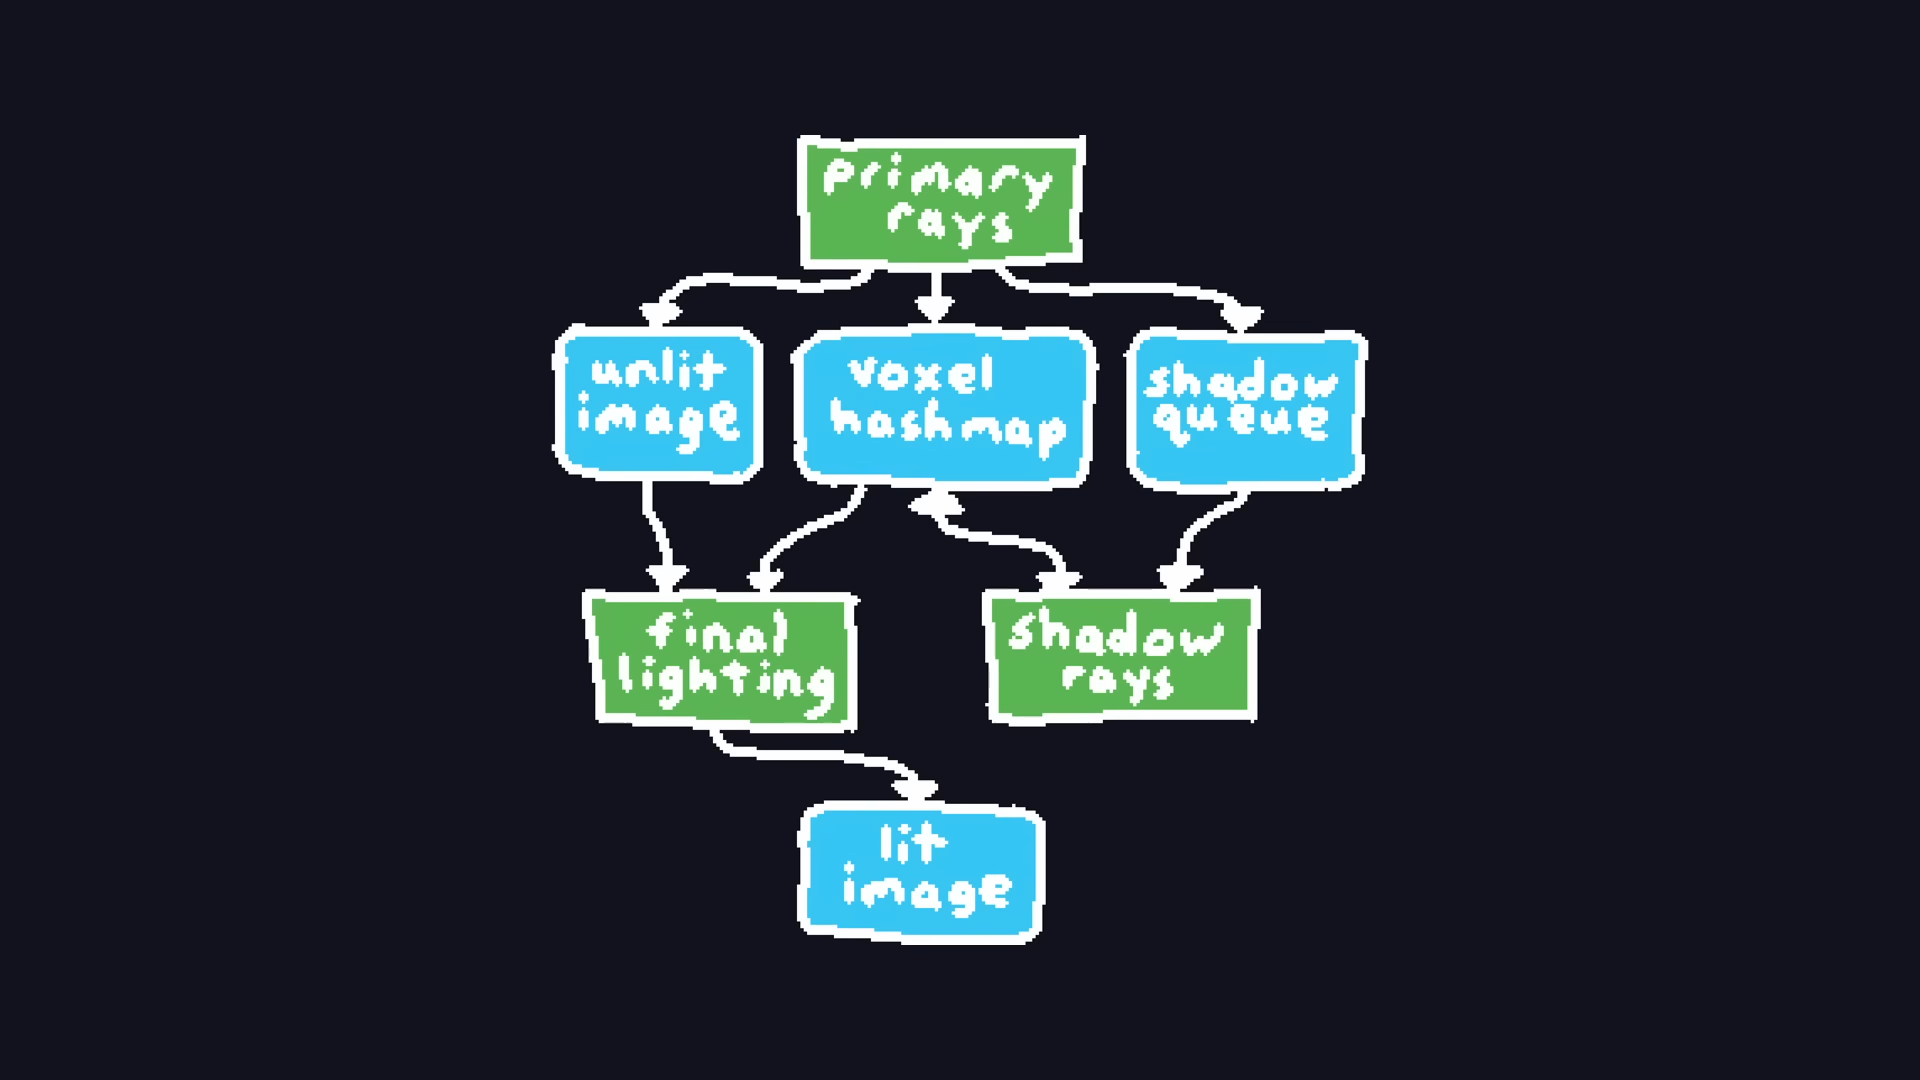 primary
rays
unlit
image
voxel
hashmap
shadow
queue
final
lighting
shadow
rays
lit
image